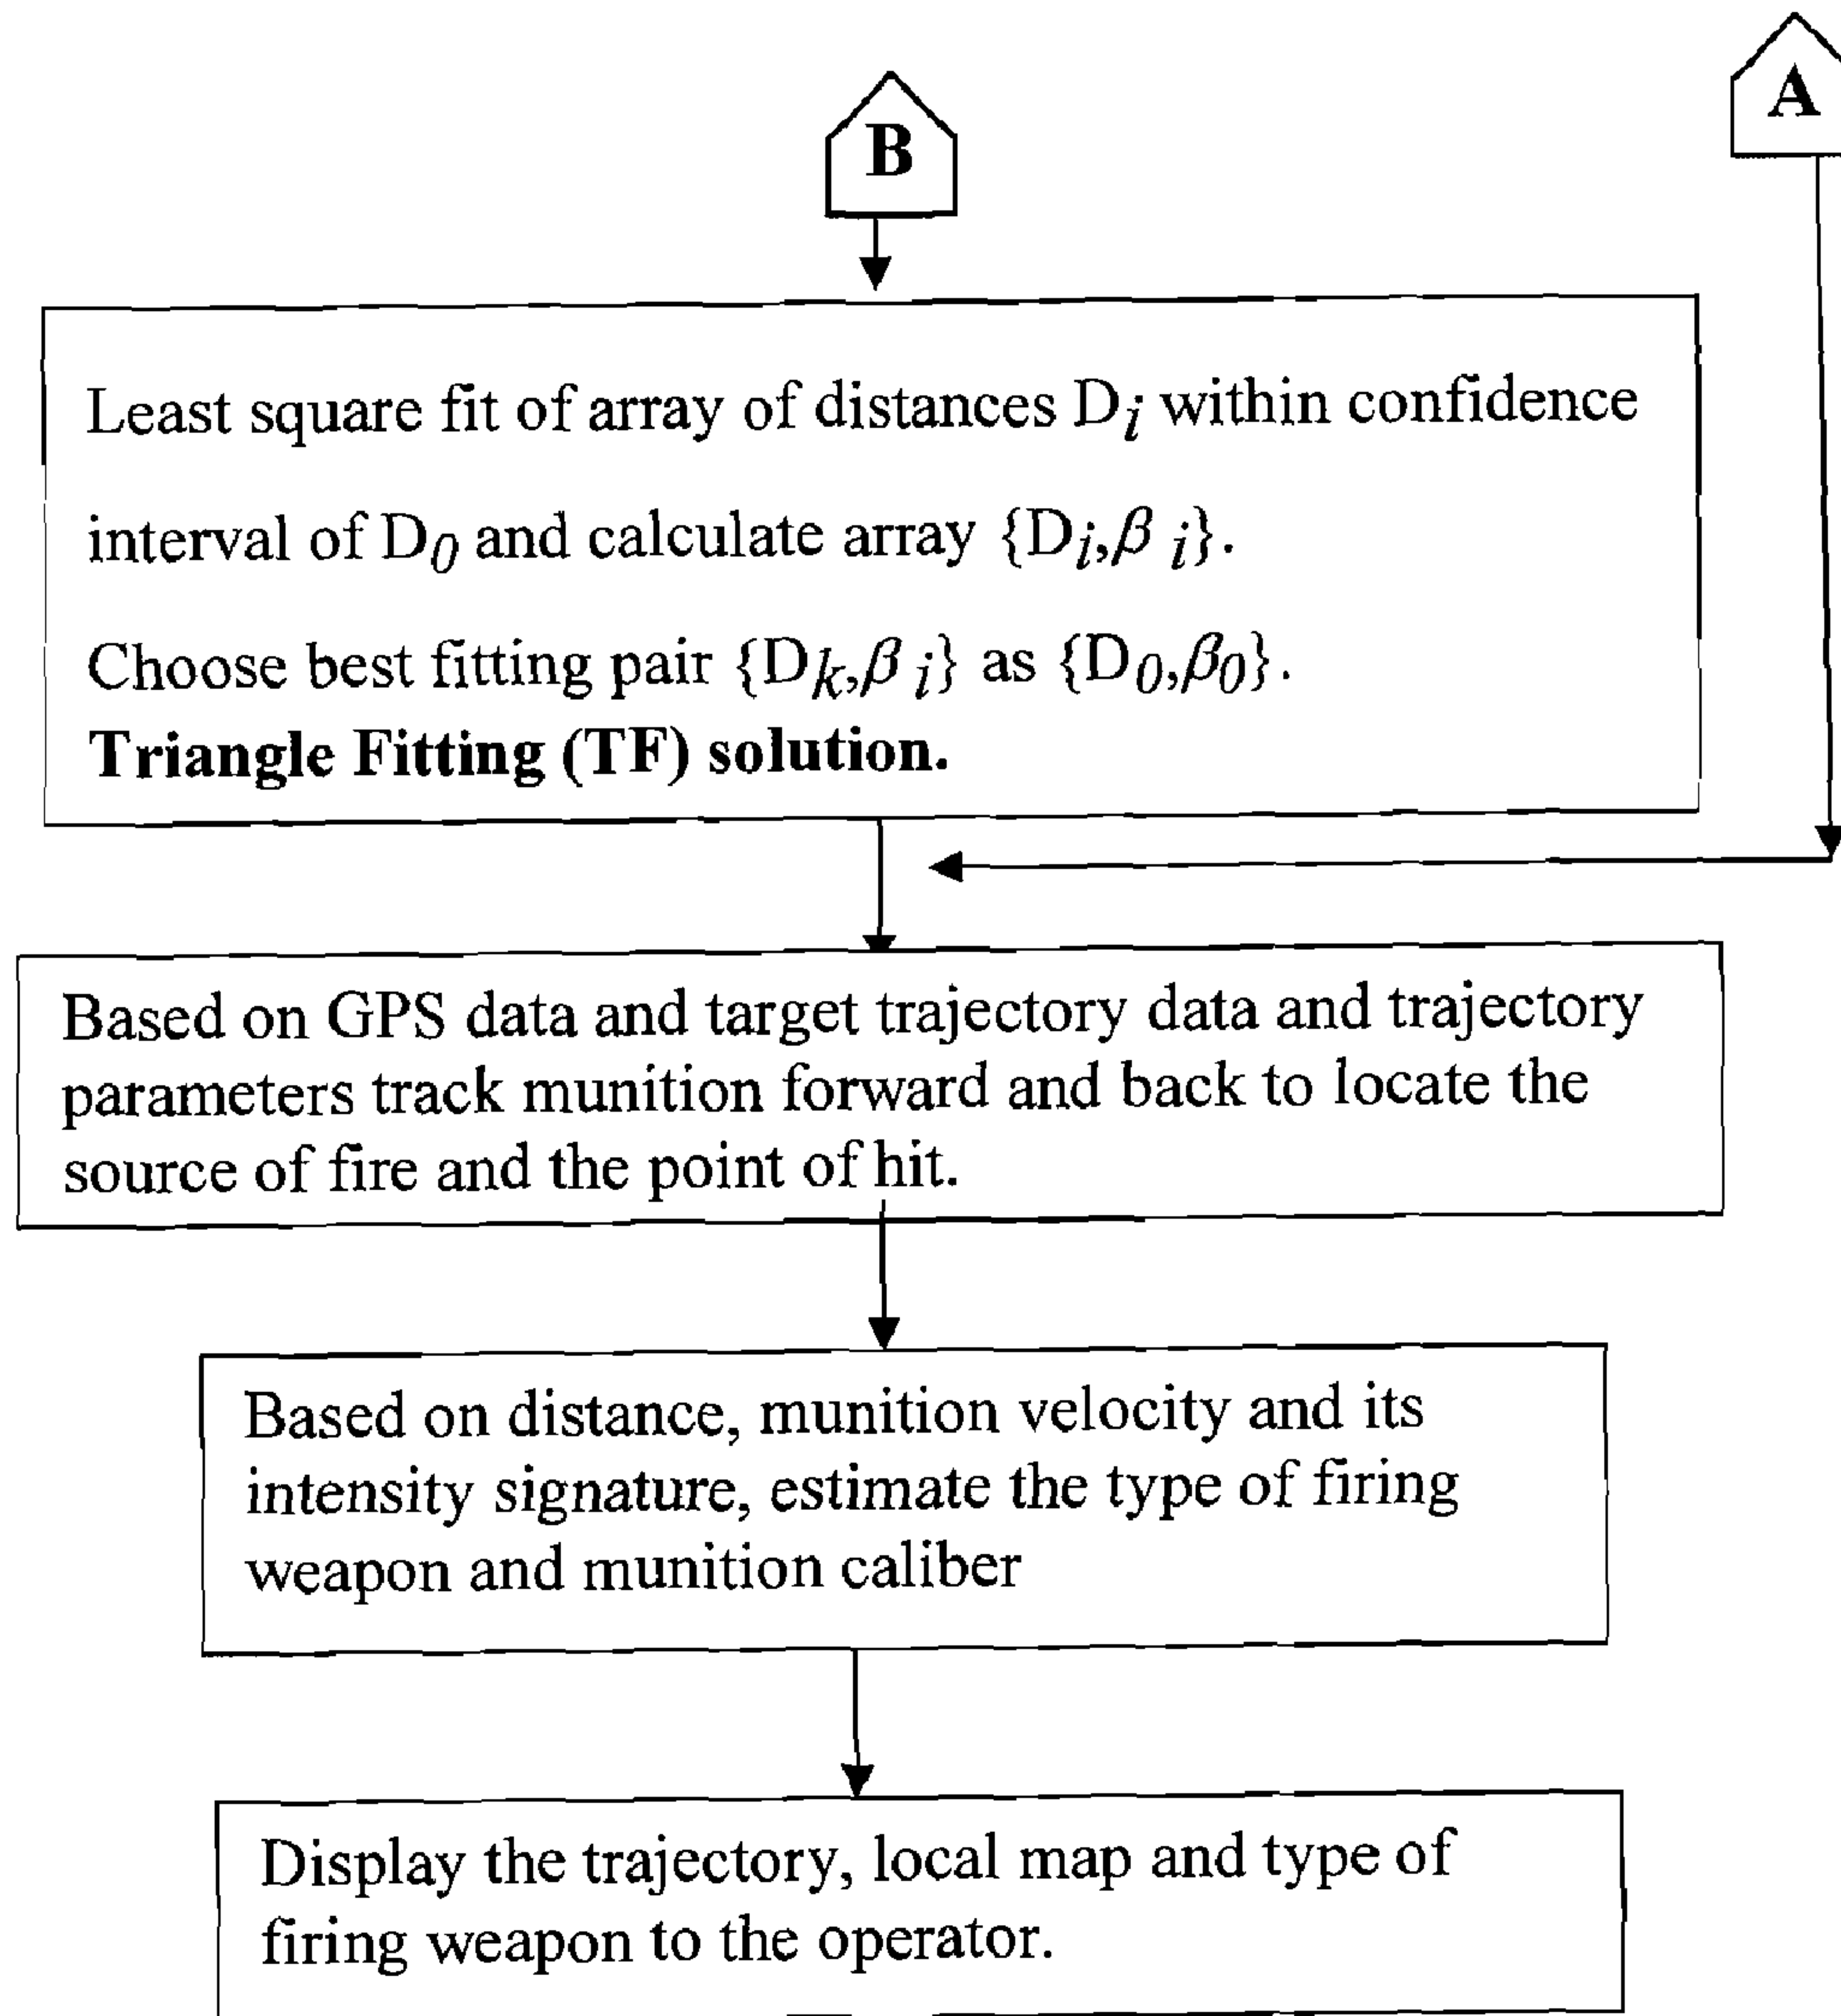 A
B
Least square fit of array of distances Di within confidence
interval of D0 and calculate array {Di,β i}.
Choose best fitting pair {Dk,β i} as {D0,β0}.
Triangle Fitting (TF) solution.
Based on GPS data and target trajectory data and trajectory
parameters track munition forward and back to locate the
source of fire and the point of hit.
Based on distance, munition velocity and its
intensity signature, estimate the type of firing
weapon and munition caliber
Display the trajectory, local map and type of
firing weapon to the operator.